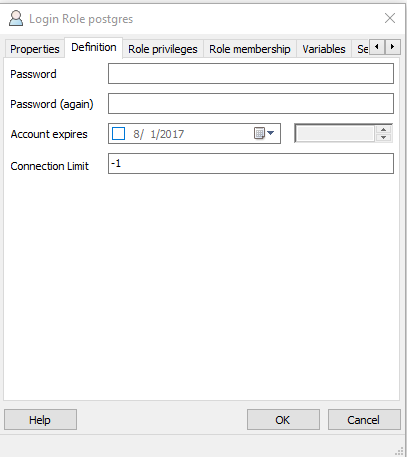 Login Role postgres
Properties Definition Role privileges Role membership Variables Se
Password
Password (again)
Account expires 8/ 1/2017
Connection Limit -1
Help OK Cancel